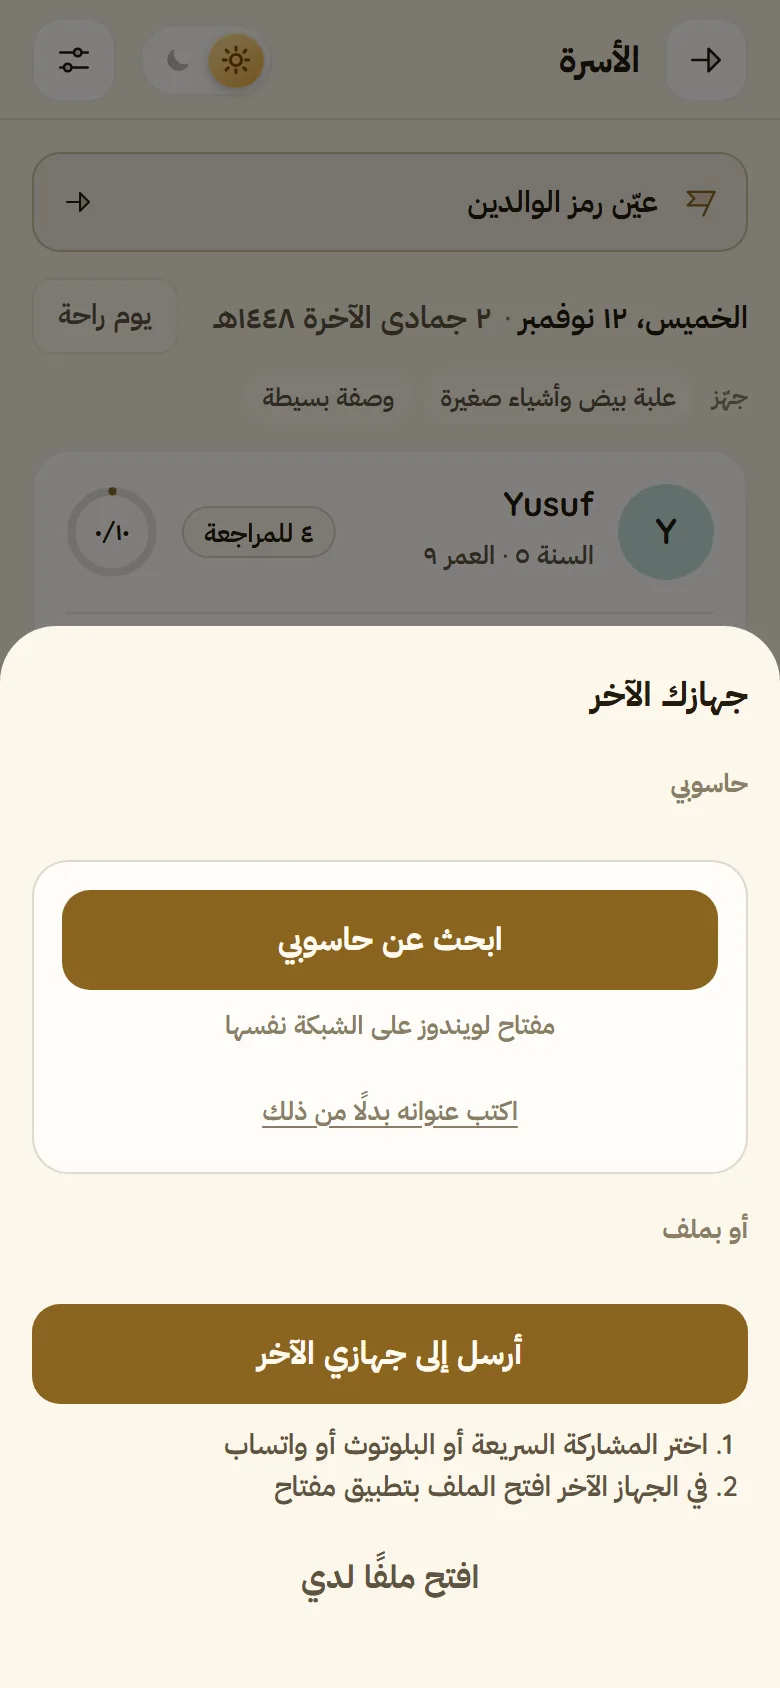 الأسرة
عيّن رمز الوالدين
الخميس، ١٢ نوفمبر · ٢ جمادى الآخرة ١٤٤٨هـ
يوم راحة
جهّز
علبة بيض وأشياء صغيرة
وصفة بسيطة
Y
Yusuf
السنة ٥ · العمر ٩
٤ للمراجعة
٠/١٠
جهازك الآخر
حاسوبي
ابحث عن حاسوبي
مفتاح لويندوز على الشبكة نفسها
اكتب عنوانه بدلًا من ذلك
أو بملف
أرسل إلى جهازي الآخر
1. اختر المشاركة السريعة أو البلوتوث أو واتساب
2. في الجهاز الآخر افتح الملف بتطبيق مفتاح
افتح ملفًا لدي